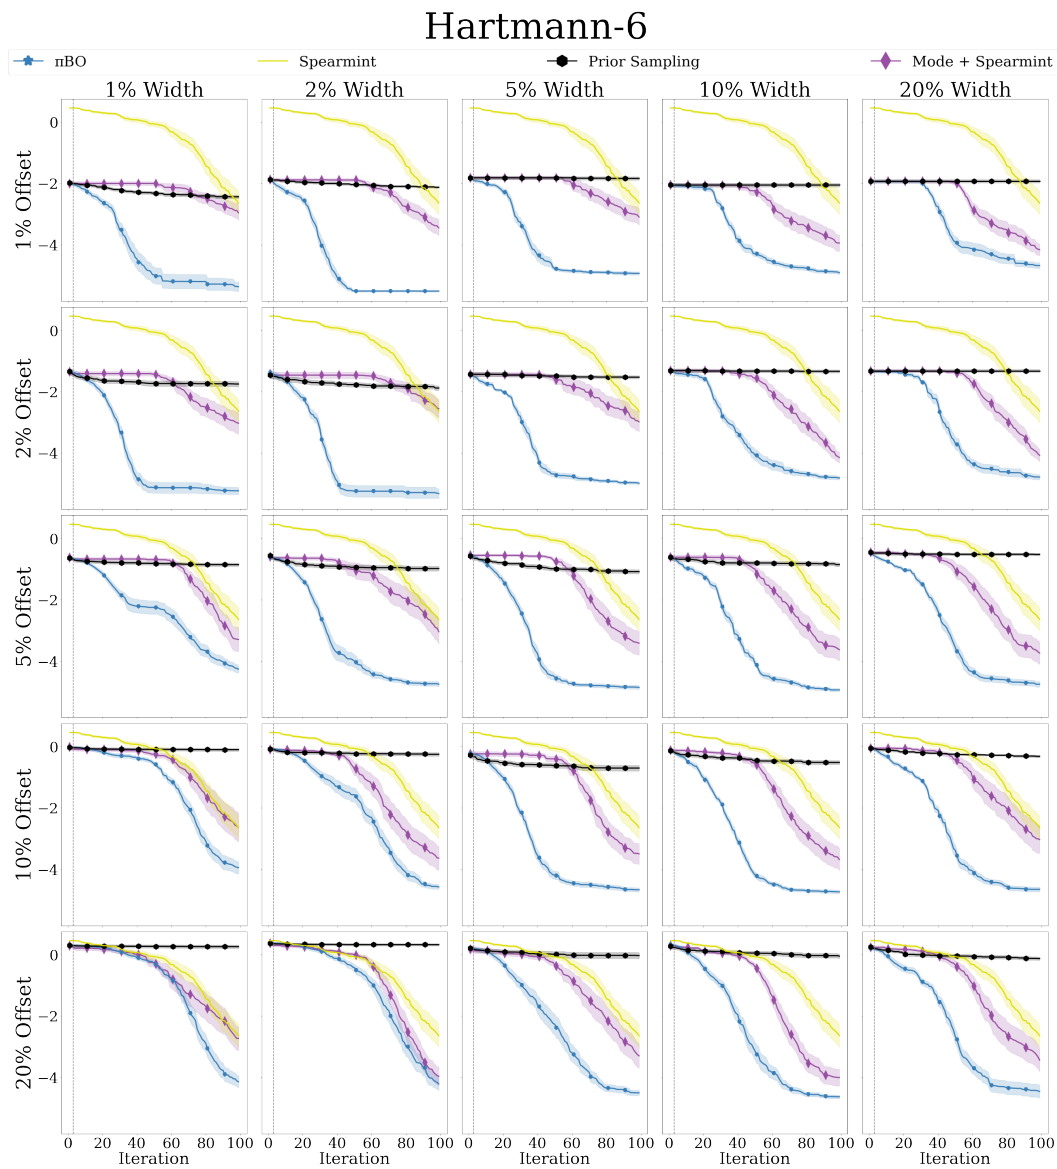 Hartmann-6
πBO Spearmint Prior Sampling Mode + Spearmint
1% Width 2% Width 5% Width 10% Width 20% Width
1% Offset
0
−2
−4
2% Offset
0
−2
−4
5% Offset
0
−2
−4
10% Offset
0
−2
−4
20% Offset
0
−2
−4
0 20 40 60 80 100 0 20 40 60 80 100 0 20 40 60 80 100 0 20 40 60 80 100 0 20 40 60 80 100
Iteration Iteration Iteration Iteration Iteration